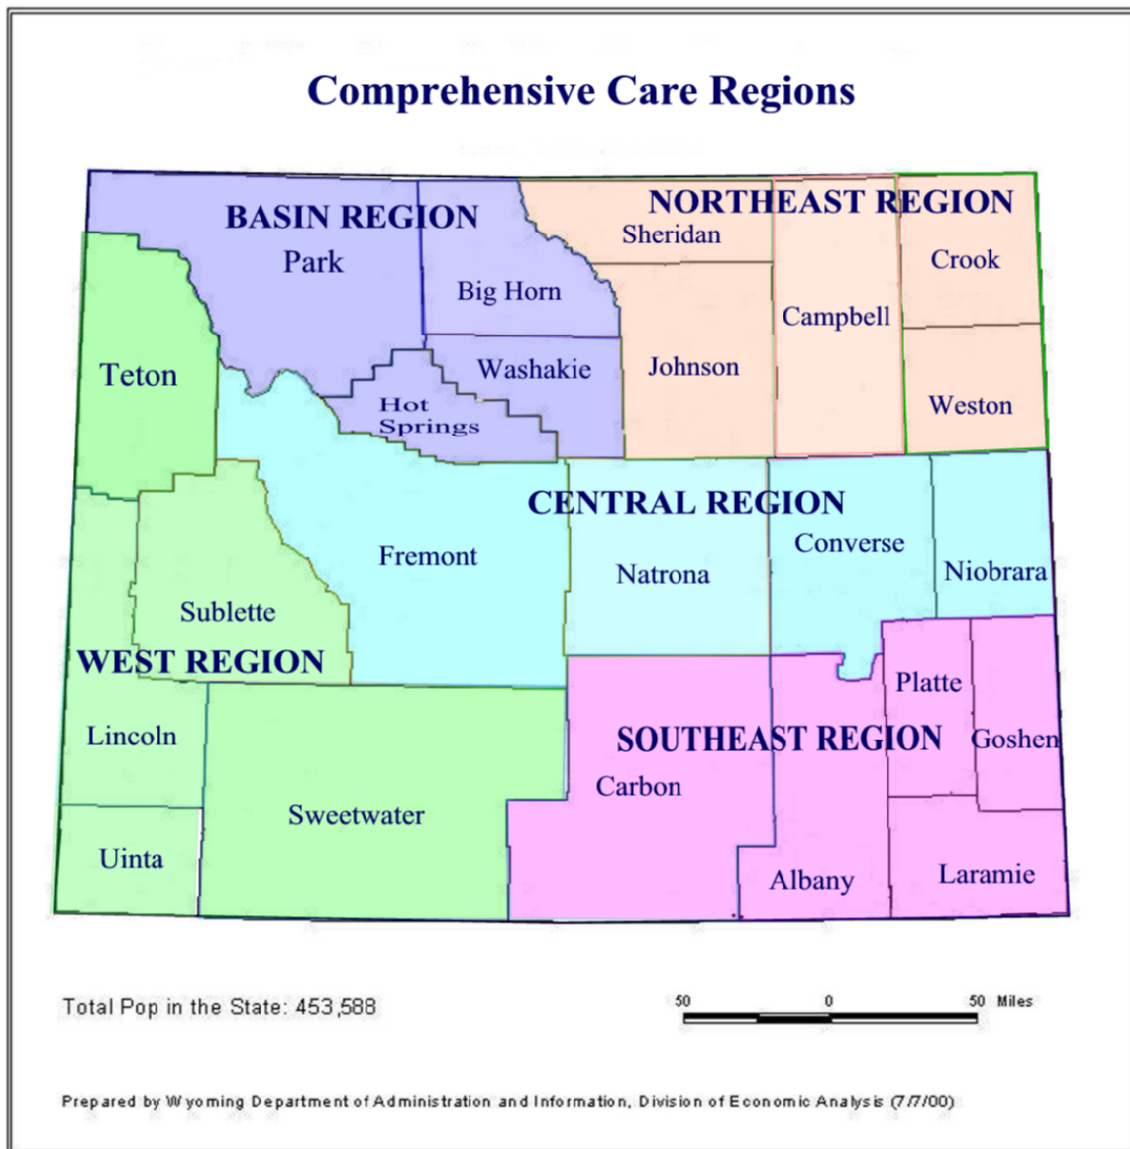 Comprehensive Care Regions
BASIN REGION
NORTHEAST REGION
Park
Sheridan
Crook
Big Horn
Campbell
Teton
Washakie
Johnson
Hot
Springs
Weston
CENTRAL REGION
Fremont
Natrona
Converse
Niobrara
Sublette
WEST REGION
Platte
SOUTHEAST REGION
Goshen
Lincoln
Carbon
Sweetwater
Uinta
Albany
Laramie
Total Pop in the State: 453,588
50 0 50 Miles
Prepared by Wyoming Department of Administration and Information, Division of Economic Analysis (7/7/00)